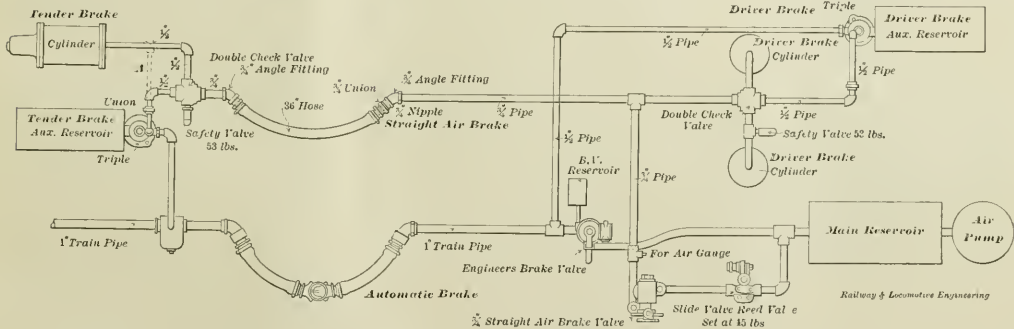 Tender Brake
Cylinder
½"
½"
½"
A
Double Check Valve
¾" Angle Fitting
¾"
Union
Tender Brake
Aux. Reservoir
Triple
Safety Valve
53 lbs.
36" Hose
¾" Union
¾" Angle Fitting
¾" Nipple
¾" Pipe
Straight Air Brake
Driver Brake
Triple
½" Pipe
Driver Brake
Cylinder
Driver Brake
Aux. Reservoir
½" Pipe
Double Check
Valve
½" Pipe
Safety Valve 52 lbs.
Driver Brake
Cylinder
½" Pipe
¾" Pipe
B.V.
Reservoir
1" Train Pipe
1" Train Pipe
Engineers Brake Valve
For Air Gauge
Main Reservoir
Air
Pump
Automatic Brake
¾" Straight Air Brake Valve
Slide Valve Reed Val e
Set at 45 lbs
Railway & Locomotive Engineering